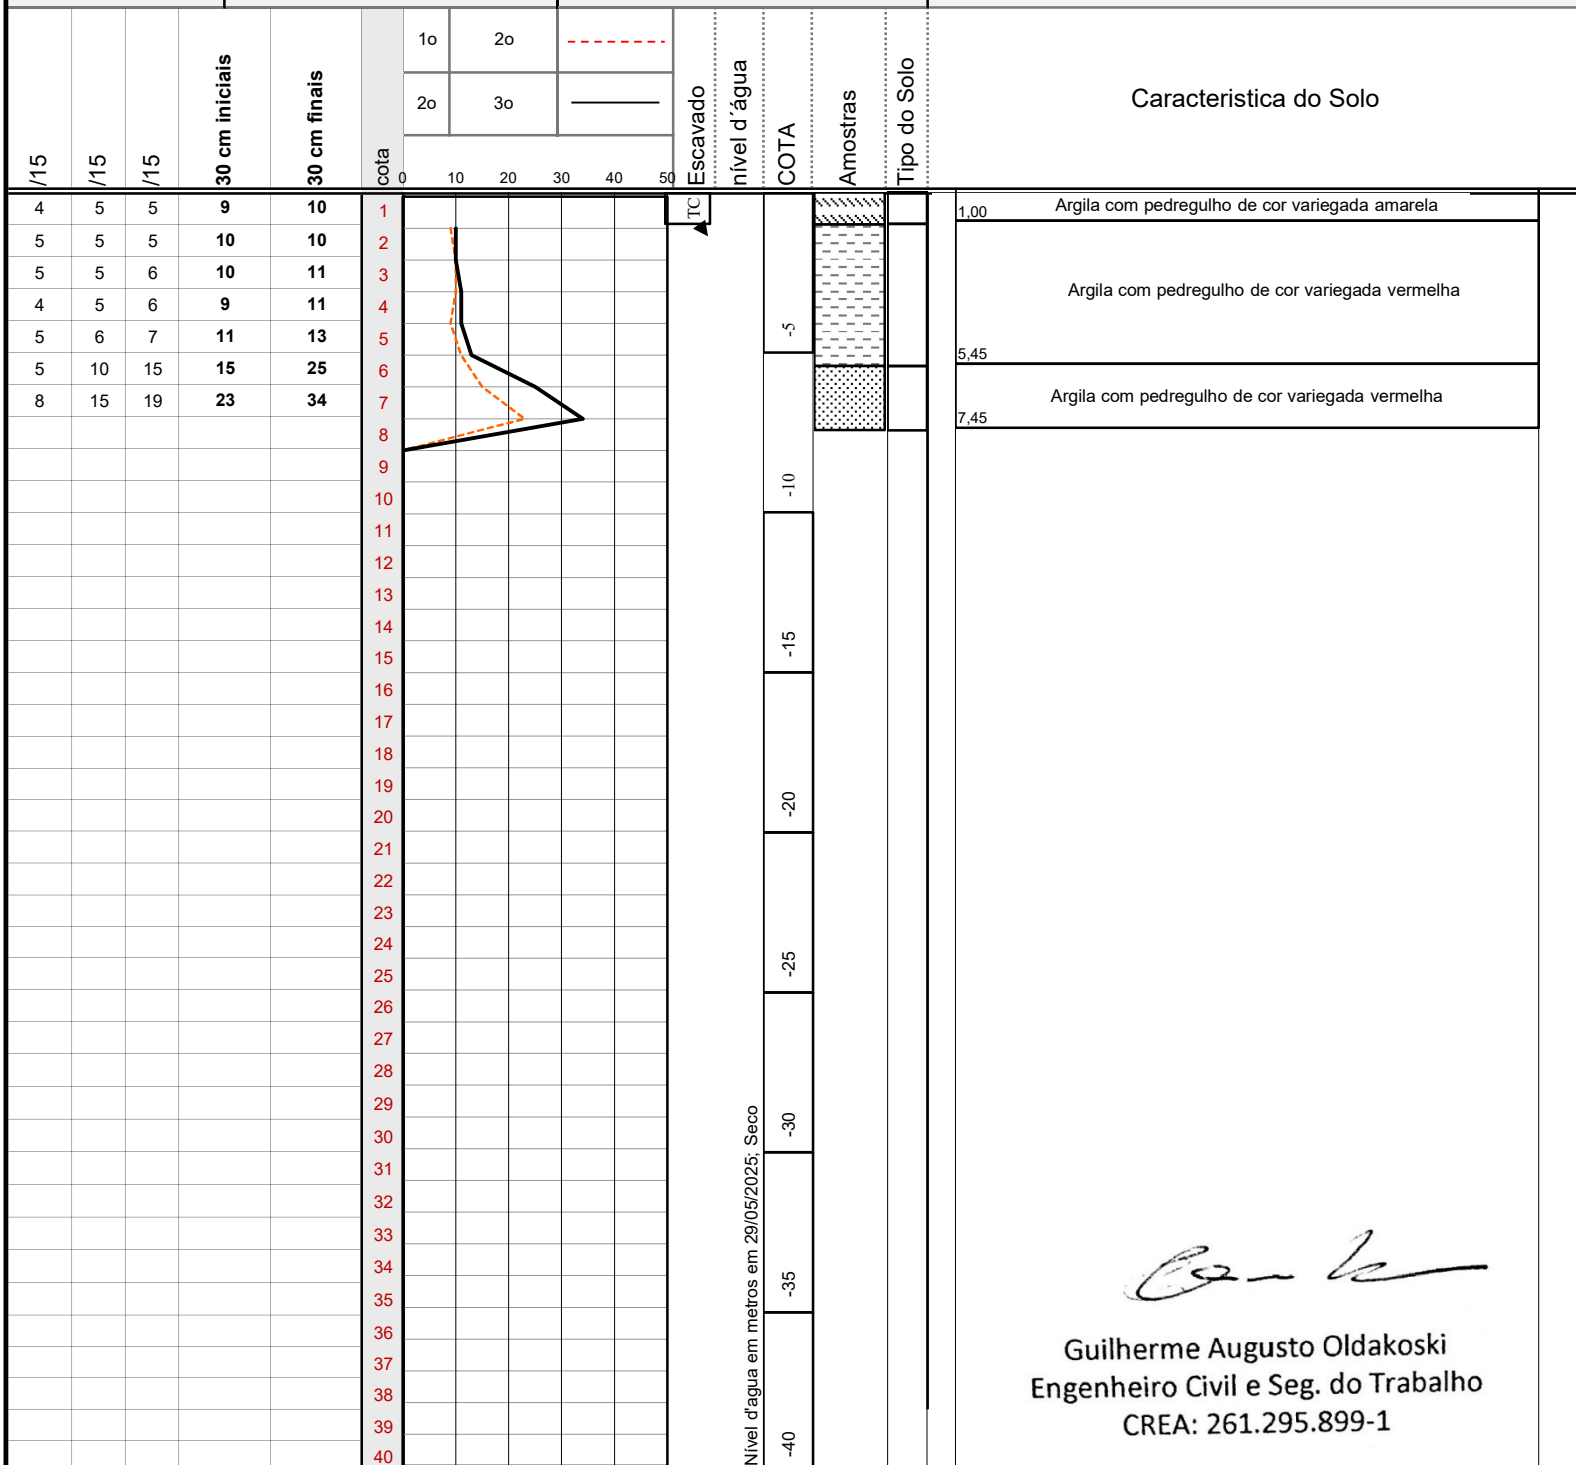 1o 2o
2o 3o
/15 /15 /15 30 cm iniciais 30 cm finais cota
0 10 20 30 40 50
Escavado nível d´água COTA Amostras Tipo do Solo Caracteristica do Solo
4 5 5 9 10 1 TC 1,00 Argila com pedregulho de cor variegada amarela
5 5 5 10 10 2
5 5 6 10 11 3
Argila com pedregulho de cor variegada vermelha
4 5 6 9 11 4
5 6 7 11 13 5 -5
5,45
5 10 15 15 25 6
8 15 19 23 34 7 Argila com pedregulho de cor variegada vermelha
7,45
8
9
10 -10
11
12
13
14
15 -15
16
17
18
19
20 -20
21
22
23
24
25 -25
26
27
28
29
30 -30
31
32
33
34
35 -35
36
37
38
39
40 -40
Nível d'agua em metros em 29/05/2025; Seco
Guilherme Augusto Oldakoski
Engenheiro Civil e Seg. do Trabalho
CREA: 261.295.899-1